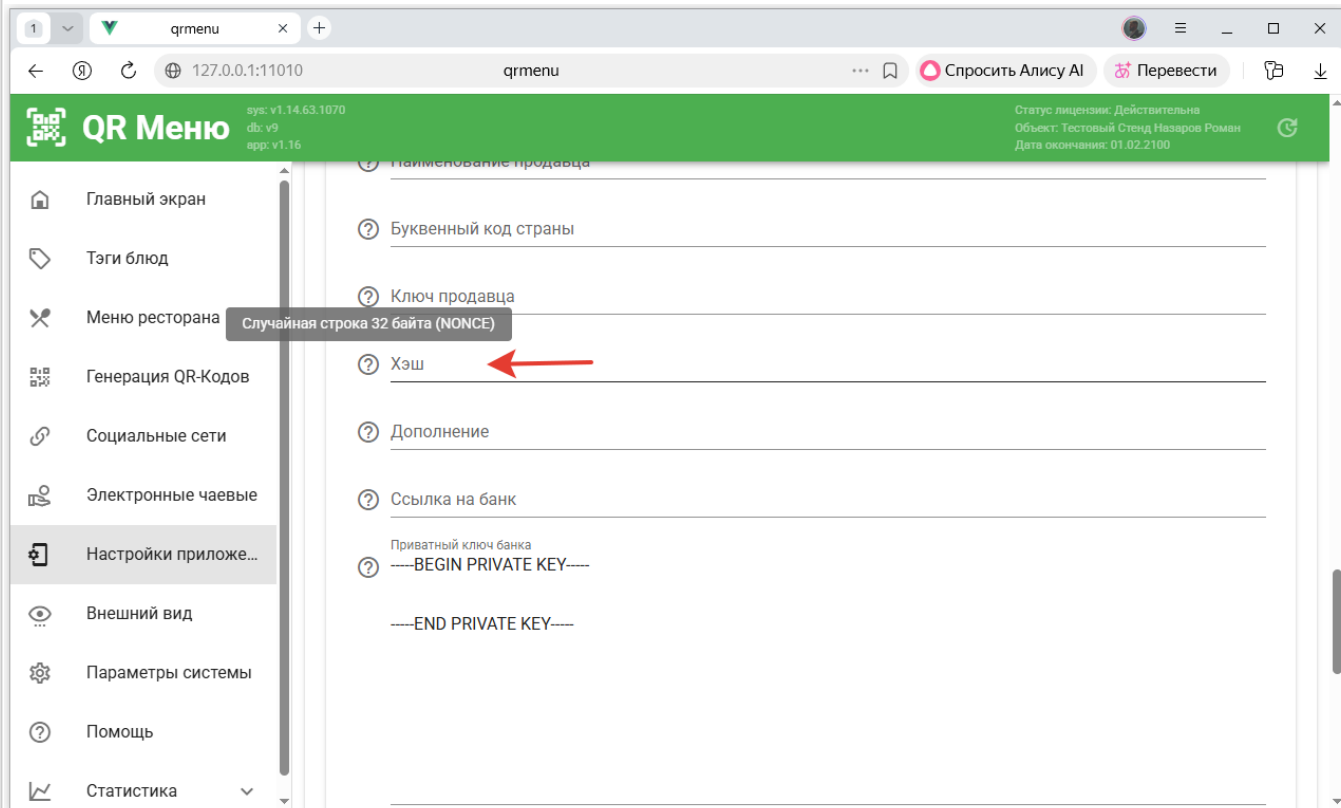 1
qrmenu
127.0.0.1:11010
qrmenu
Спросить Алису AI
Перевести
QR Меню
sys: v1.14.63.1070
db: v9
app: v1.16
Статус лицензии: Действительна
Объект: Тестовый Стенд Назаров Роман
Дата окончания: 01.02.2100
Главный экран
Тэги блюд
Меню ресторана
Генерация QR-Кодов
Социальные сети
Электронные чаевые
Настройки приложе...
Внешний вид
Параметры системы
Помощь
Статистика
Наименование продавца
Буквенный код страны
Ключ продавца
Случайная строка 32 байта (NONCE)
Хэш
Дополнение
Ссылка на банк
Приватный ключ банка
-----BEGIN PRIVATE KEY-----
-----END PRIVATE KEY-----